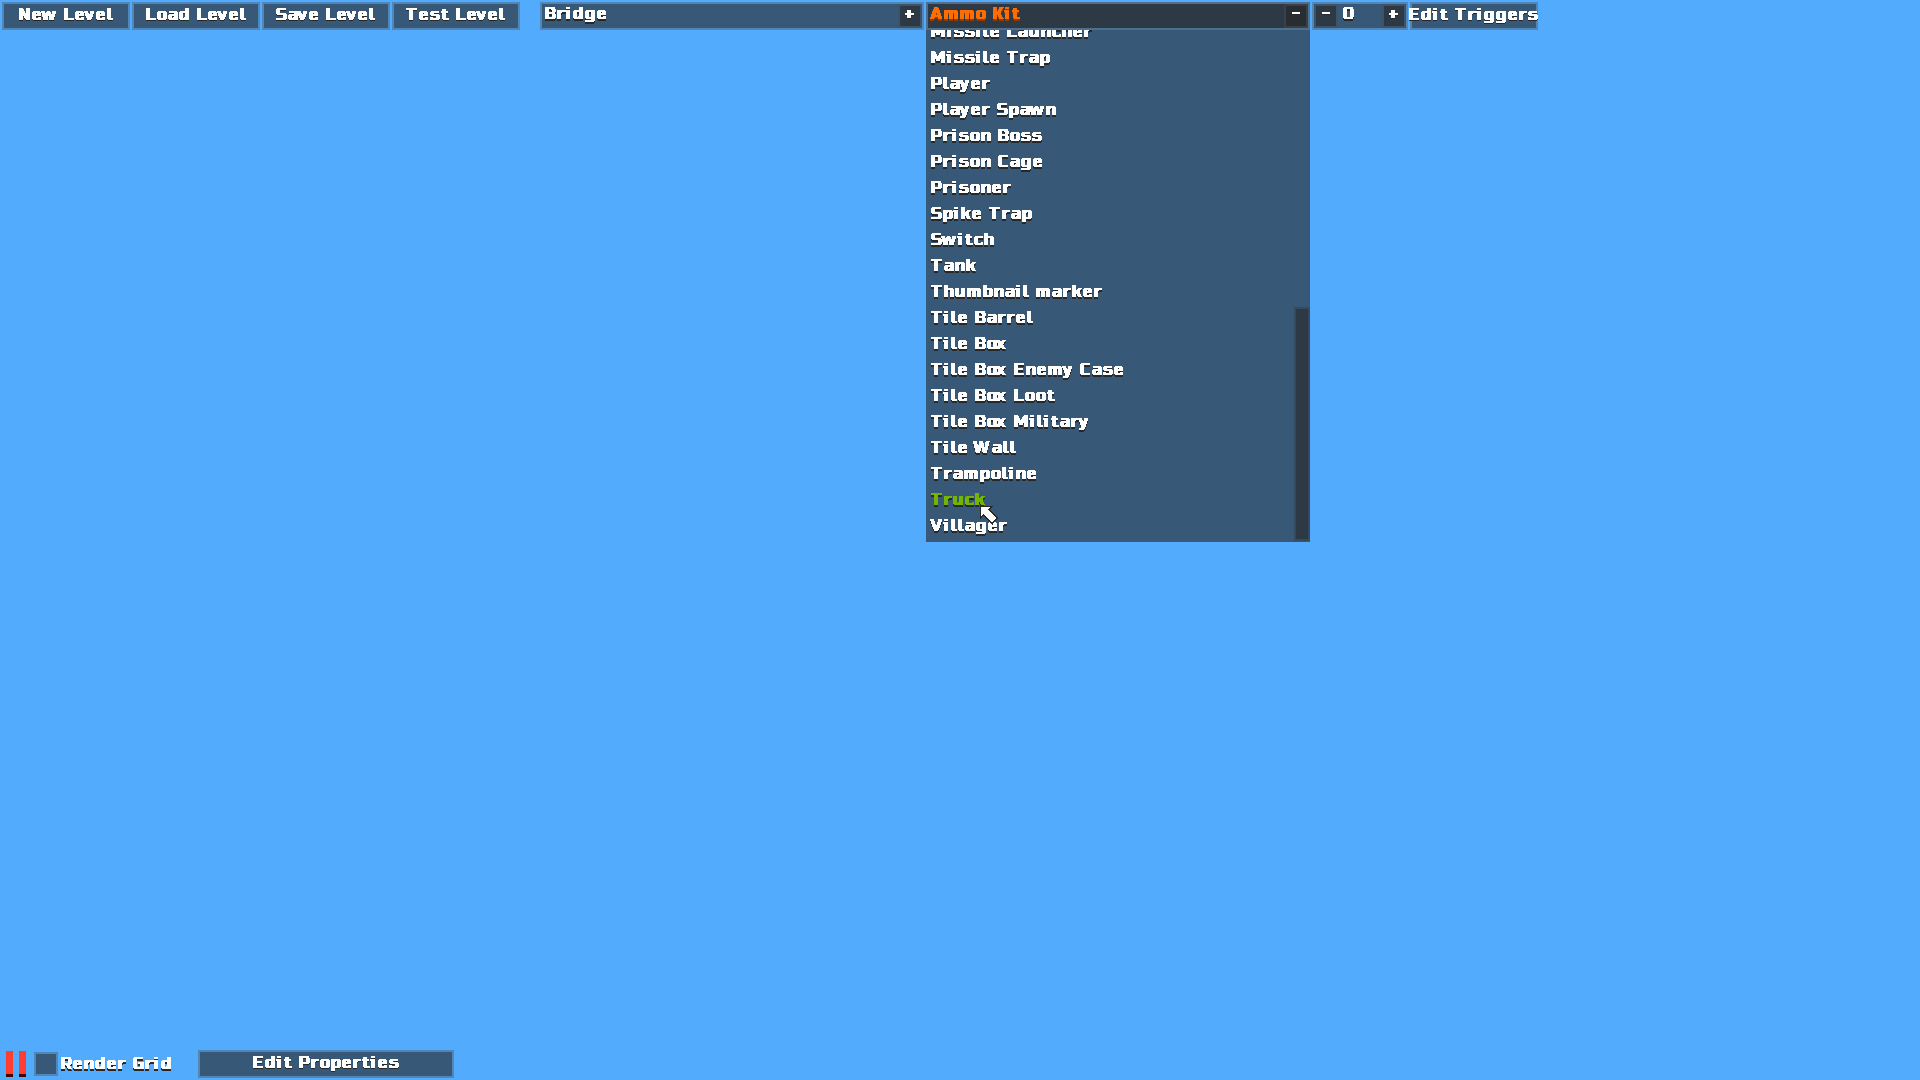 New Level Load Level Save Level Test Level Bridge + Ammo Kit - - 0 + Edit Triggers
Missile Launcher
Missile Trap
Player
Player Spawn
Prison Boss
Prison Cage
Prisoner
Spike Trap
Switch
Tank
Thumbnail marker
Tile Barrel
Tile Box
Tile Box Enemy Case
Tile Box Loot
Tile Box Military
Tile Wall
Trampoline
Truck
Villager
Render Grid Edit Properties